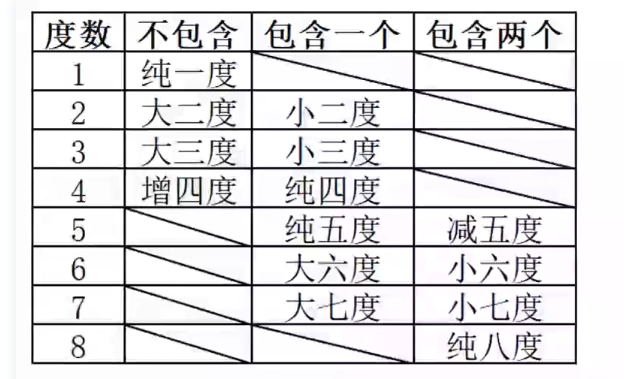 度数 不包含 包含一个 包含两个
1 纯一度
2 大二度 小二度
3 大三度 小三度
4 增四度 纯四度
5 纯五度 减五度
6 大六度 小六度
7 大七度 小七度
8 纯八度